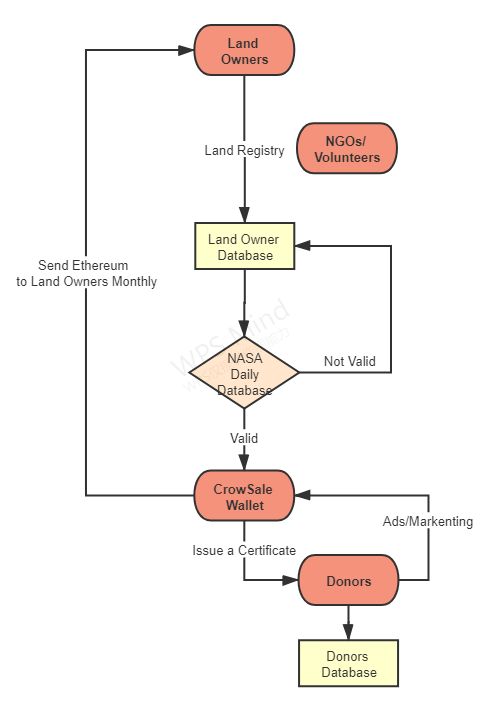 Land
Owners
Land Registry
NGOs/
Volunteers
Land Owner
Database
Send Ethereum
to Land Owners Monthly
WPS Mind
NASA
Daily
Database
Not Valid
Valid
CrowSale
Wallet
Ads/Markenting
Issue a Certificate
Donors
Donors
Database